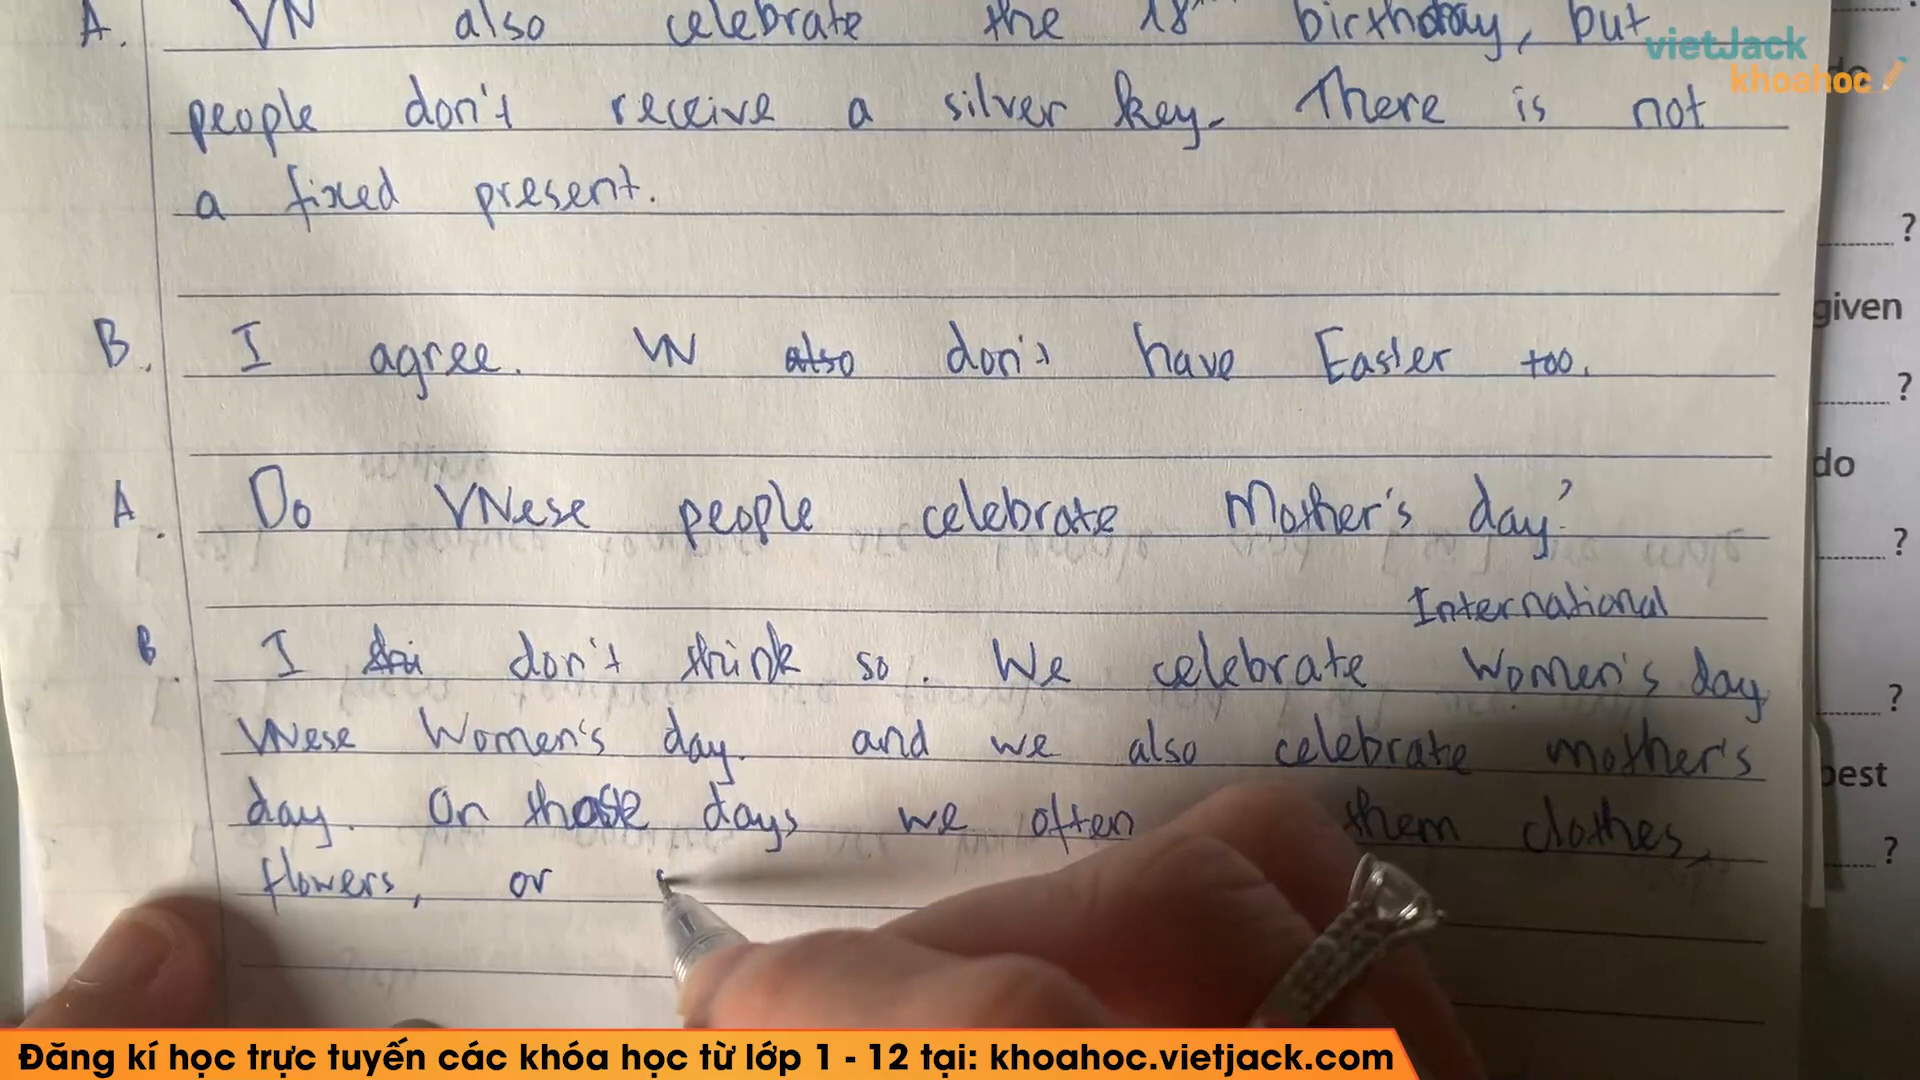 A. VN also celebrate the 18th birthday, but
people don't receive a silver key. There is not
a fixed present.
B. I agree. VN also don't have Easter too.
A. Do VNese people celebrate Mother's day?
International
B. I thi don't think so. We celebrate Women's day
VNese Women's day. and we also celebrate mother's
day. On those days we often them clothes,
flowers, or
vietJack
khoahoc
?
given
?
do
?
?
best
?
Đăng kí học trực tuyến các khóa học từ lớp 1 - 12 tại: khoahoc.vietjack.com